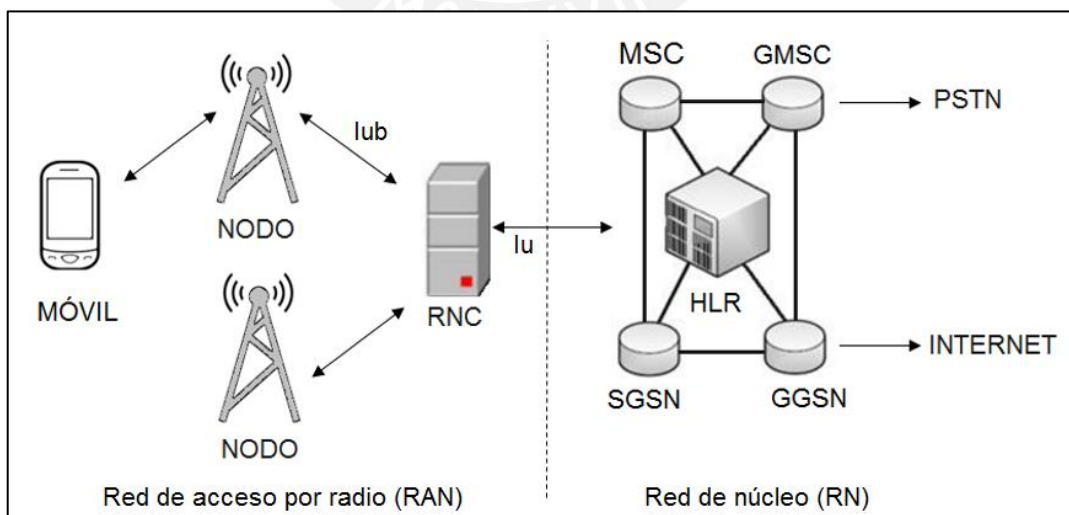 MSC
GMSC
PSTN
Iub
NODO
MÓVIL
RNC
Iu
HLR
NODO
SGSN
GGSN
INTERNET
Red de acceso por radio (RAN)
Red de núcleo (RN)